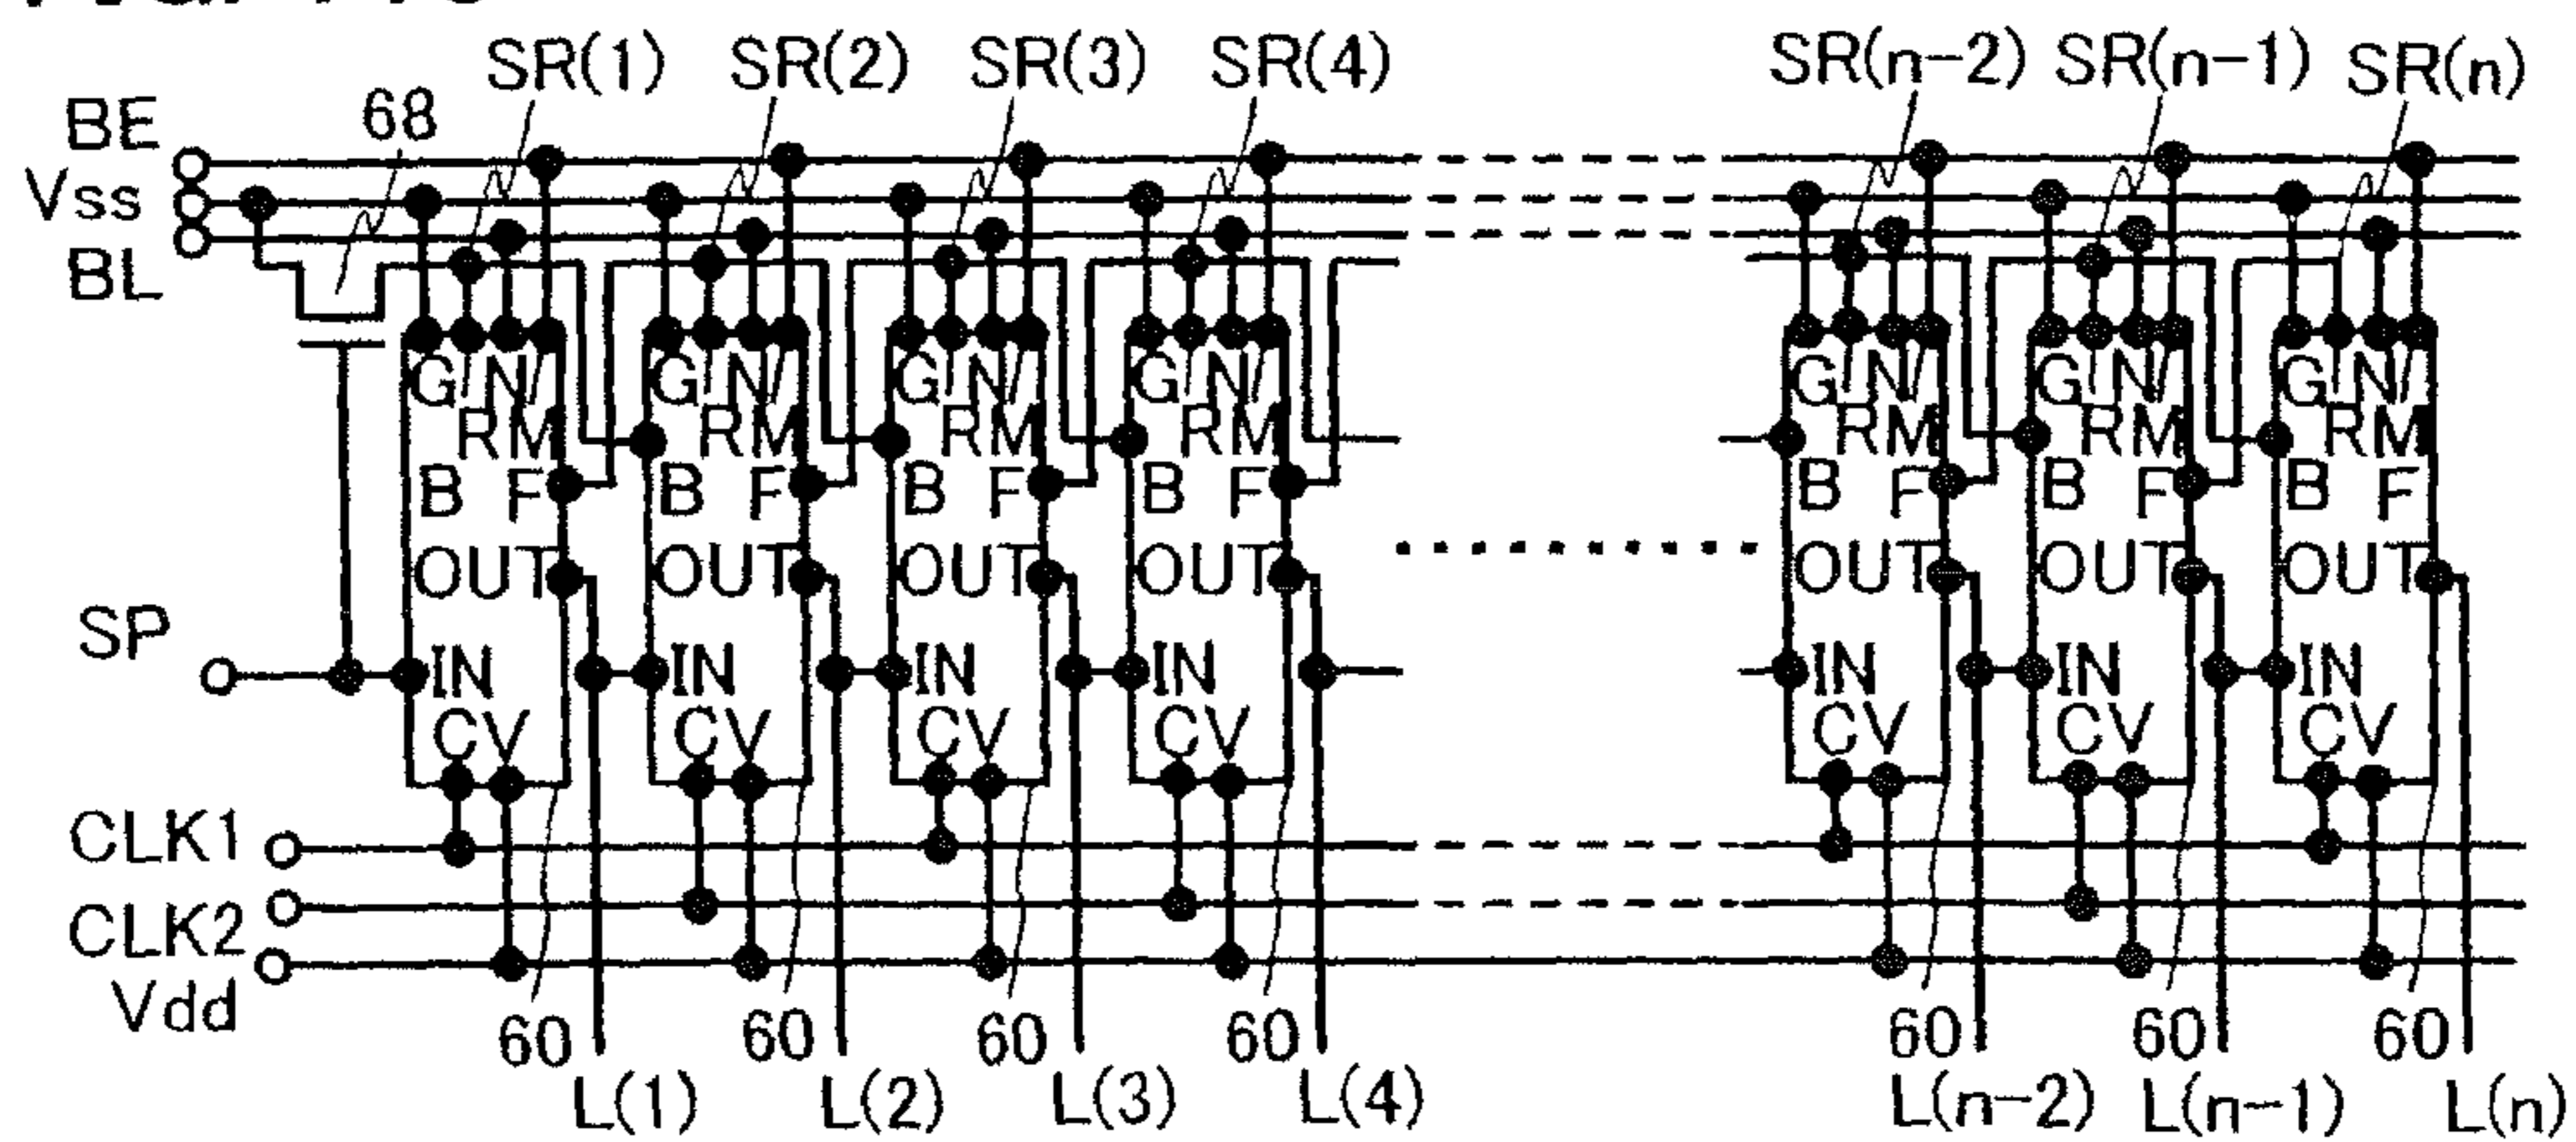 SR(1) SR(2) SR(3) SR(4) SR(n-2) SR(n-1) SR(n)
68
BE
Vss
BL
G N G N G N G N G N G N G N
RM RM RM RM RM RM RM
B F B F B F B F B F B F B F
OUT OUT OUT OUT OUT OUT OUT
SP
IN IN IN IN IN IN IN
CV CV CV CV CV CV CV
CLK1
CLK2
Vdd
60 60 60 60 60 60 60
L(1) L(2) L(3) L(4) L(n-2) L(n-1) L(n)